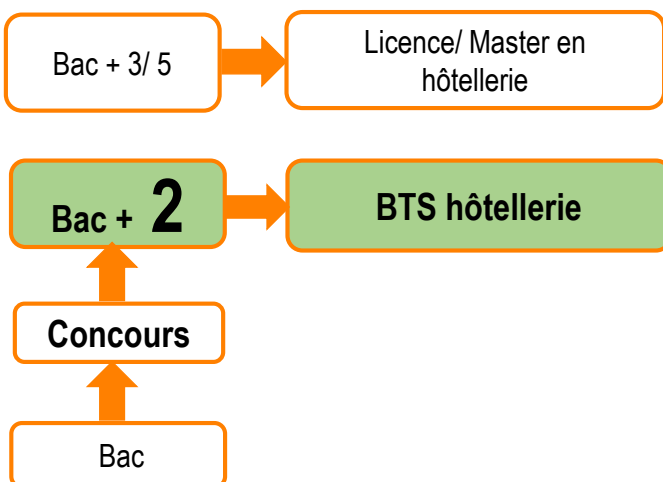 Bac + 3/ 5
Licence/ Master en
hôtellerie
Bac + 2
BTS hôtellerie
Concours
Bac